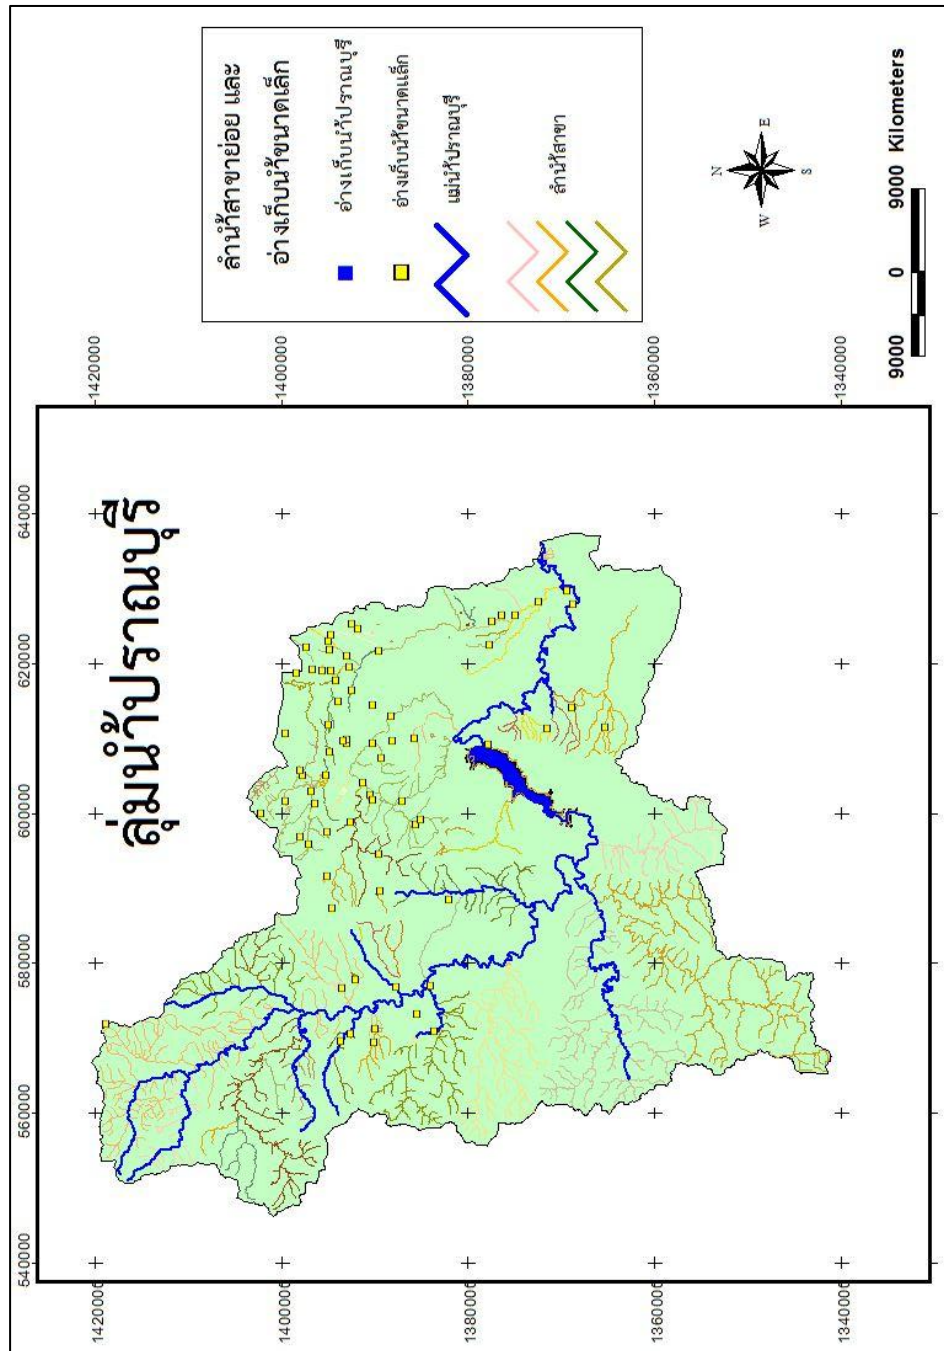 ลุ่มน้ำปราณบุรี
ลำน้ำสาขาย่อย และ
อ่างเก็บน้ำขนาดเล็ก
อ่างเก็บน้ำปราณบุรี
อ่างเก็บน้ำขนาดเล็ก
แม่น้ำปราณบุรี
ลำน้ำสาขา
N
W
E
S
9000 0 9000 Kilometers
540000 560000 580000 600000 620000 640000
1420000
1400000
1380000
1360000
1340000
1420000
1400000
1380000
1360000
1340000